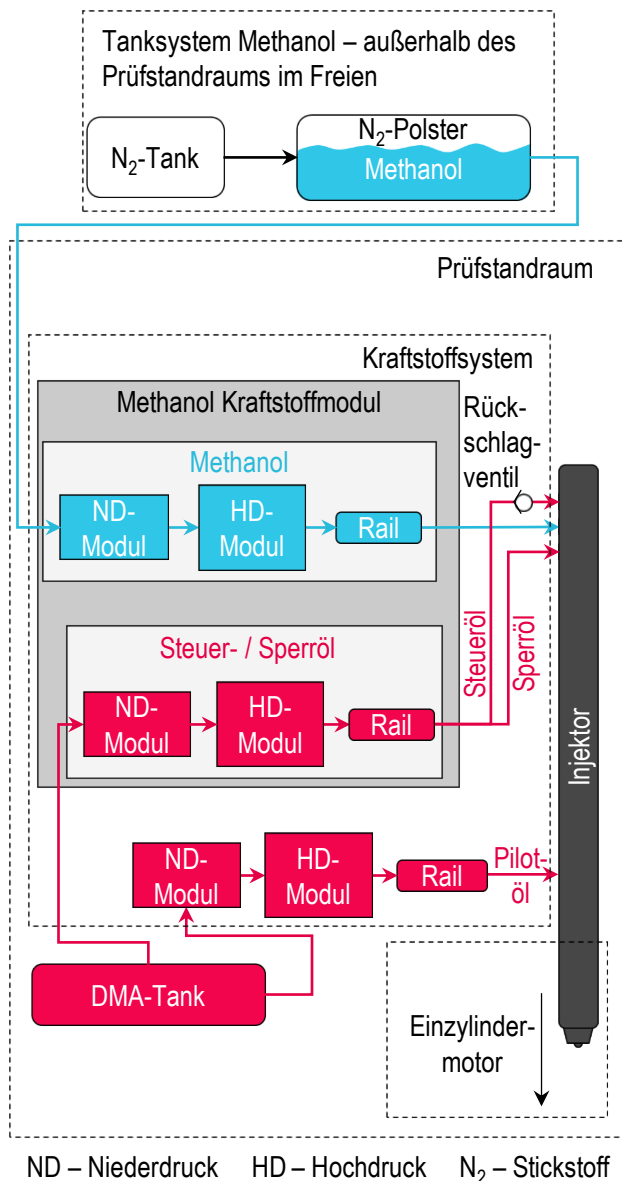 Tanksystem Methanol – außerhalb des
Prüfstandraums im Freien
N₂-Tank
N₂-Polster
Methanol
Prüfstandraum
Kraftstoffsystem
Methanol Kraftstoffmodul
Rück-
schlag-
ventil
Methanol
ND-
Modul
HD-
Modul
Rail
Steuer- / Sperröl
ND-
Modul
HD-
Modul
Rail
Steueröl
Sperröl
Injektor
ND-
Modul
HD-
Modul
Rail
Pilot-
öl
DMA-Tank
Einzylinder-
motor
ND – Niederdruck HD – Hochdruck N₂ – Stickstoff